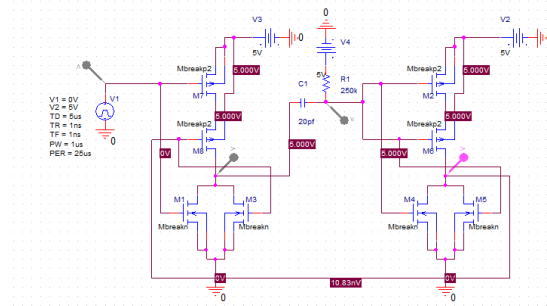 0
V3
V2
0
5V
V4
5V
Mbreakp2
5.000V
Mbreakp2
5.000V
M7
C1
5V
R1
250k
M2
V1 = 0V
V2 = 5V
TD = 5us
TR = 1ns
TF = 1ns
PW = 1us
PER = 25us
V1
0
5.000V
20pf
5.000V
Mbreakp2
Mbreakp2
0V
M8
5.000V
5.000V
M6
M1
M3
M4
M5
Mbreakn
Mbreakn
Mbreakn
Mbreakn
0V
10.83nV
0V
0
0